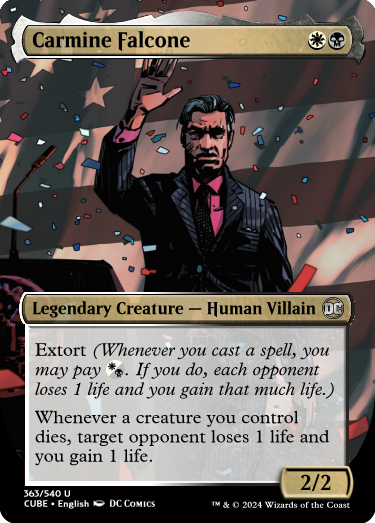 Carmine Falcone
Legendary Creature — Human Villain DC
Extort (Whenever you cast a spell, you
may pay . If you do, each opponent
loses 1 life and you gain that much life.)
Whenever a creature you control
dies, target opponent loses 1 life and
you gain 1 life.
2/2
363/540 U
CUBE • English DC COMICS
™ & © 2024 Wizards of the Coast